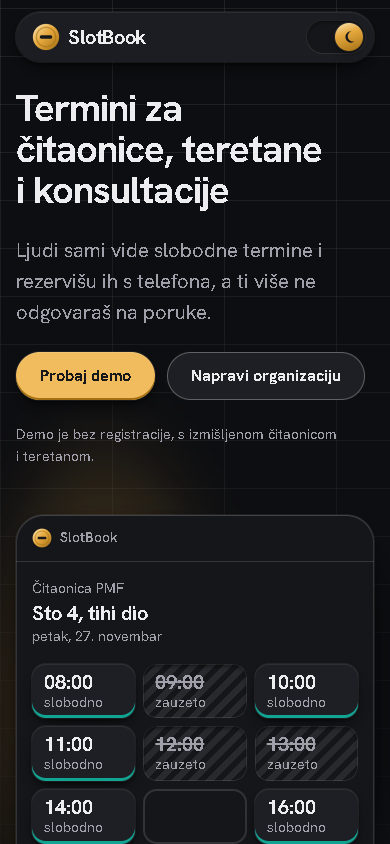 SlotBook
Termini za
čitaonice, teretane
i konsultacije
Ljudi sami vide slobodne termine i
rezervišu ih s telefona, a ti više ne
odgovaraš na poruke.
Probaj demo
Napravi organizaciju
Demo je bez registracije, s izmišljenom čitaonicom
i teretanom.
SlotBook
Čitaonica PMF
Sto 4, tihi dio
petak, 27. novembar
08:00 09:00 10:00
slobodno zauzeto slobodno
11:00 12:00 13:00
slobodno zauzeto zauzeto
14:00 16:00
slobodno slobodno